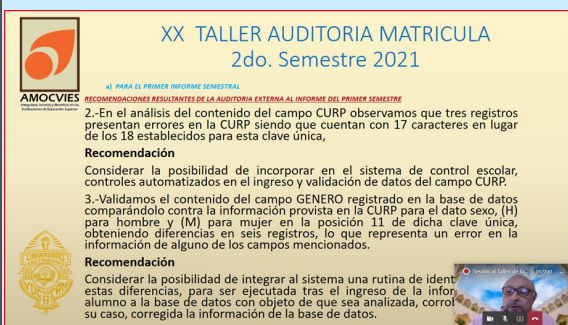 XX TALLER AUDITORIA MATRICULA
2do. Semestre 2021
a) PARA EL PRIMER INFORME SEMESTRAL
AMOCVIES
RECOMENDACIONES RESULTANTES DE LA AUDITORIA EXTERNA AL INFORME DEL PRIMER SEMESTRE
2.-En el análisis del contenido del campo CURP observamos que tres registros
presentan errores en la CURP siendo que cuentan con 17 caracteres en lugar
de los 18 establecidos para esta clave única,
Recomendación
Considerar la posibilidad de incorporar en el sistema de control escolar,
controles automatizados en el ingreso y validación de datos del campo CURP.
3.-Validamos el contenido del campo GENERO registrado en la base de datos
comparándolo contra la información provista en la CURP para el dato sexo, (H)
para hombre y (M) para mujer en la posición 11 de dicha clave única,
obteniendo diferencias en seis registros, lo que representa un error en la
información de alguno de los campos mencionados.
Recomendación
Considerar la posibilidad de integrar al sistema una rutina de ident
estas diferencias, para ser ejecutada tras el ingreso de la infor
alumno a la base de datos con objeto de que sea analizada, corrol
su caso, corregida la información de la base de datos.
Sesión al Taller de la